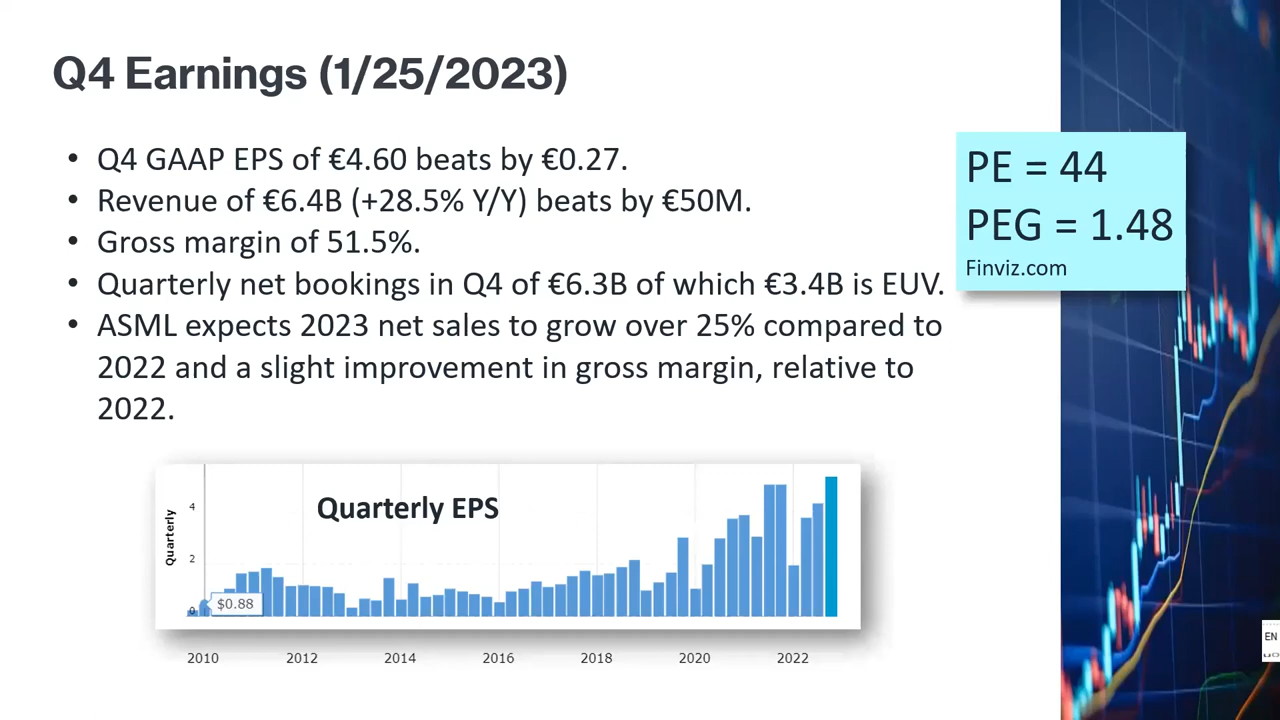 Q4 Earnings (1/25/2023)
• Q4 GAAP EPS of €4.60 beats by €0.27.
• Revenue of €6.4B (+28.5% Y/Y) beats by €50M.
• Gross margin of 51.5%.
• Quarterly net bookings in Q4 of €6.3B of which €3.4B is EUV.
• ASML expects 2023 net sales to grow over 25% compared to
2022 and a slight improvement in gross margin, relative to
2022.
PE = 44
PEG = 1.48
Finviz.com
Quarterly EPS
Quarterly
4
2
0
$0.88
2010 2012 2014 2016 2018 2020 2022
EN